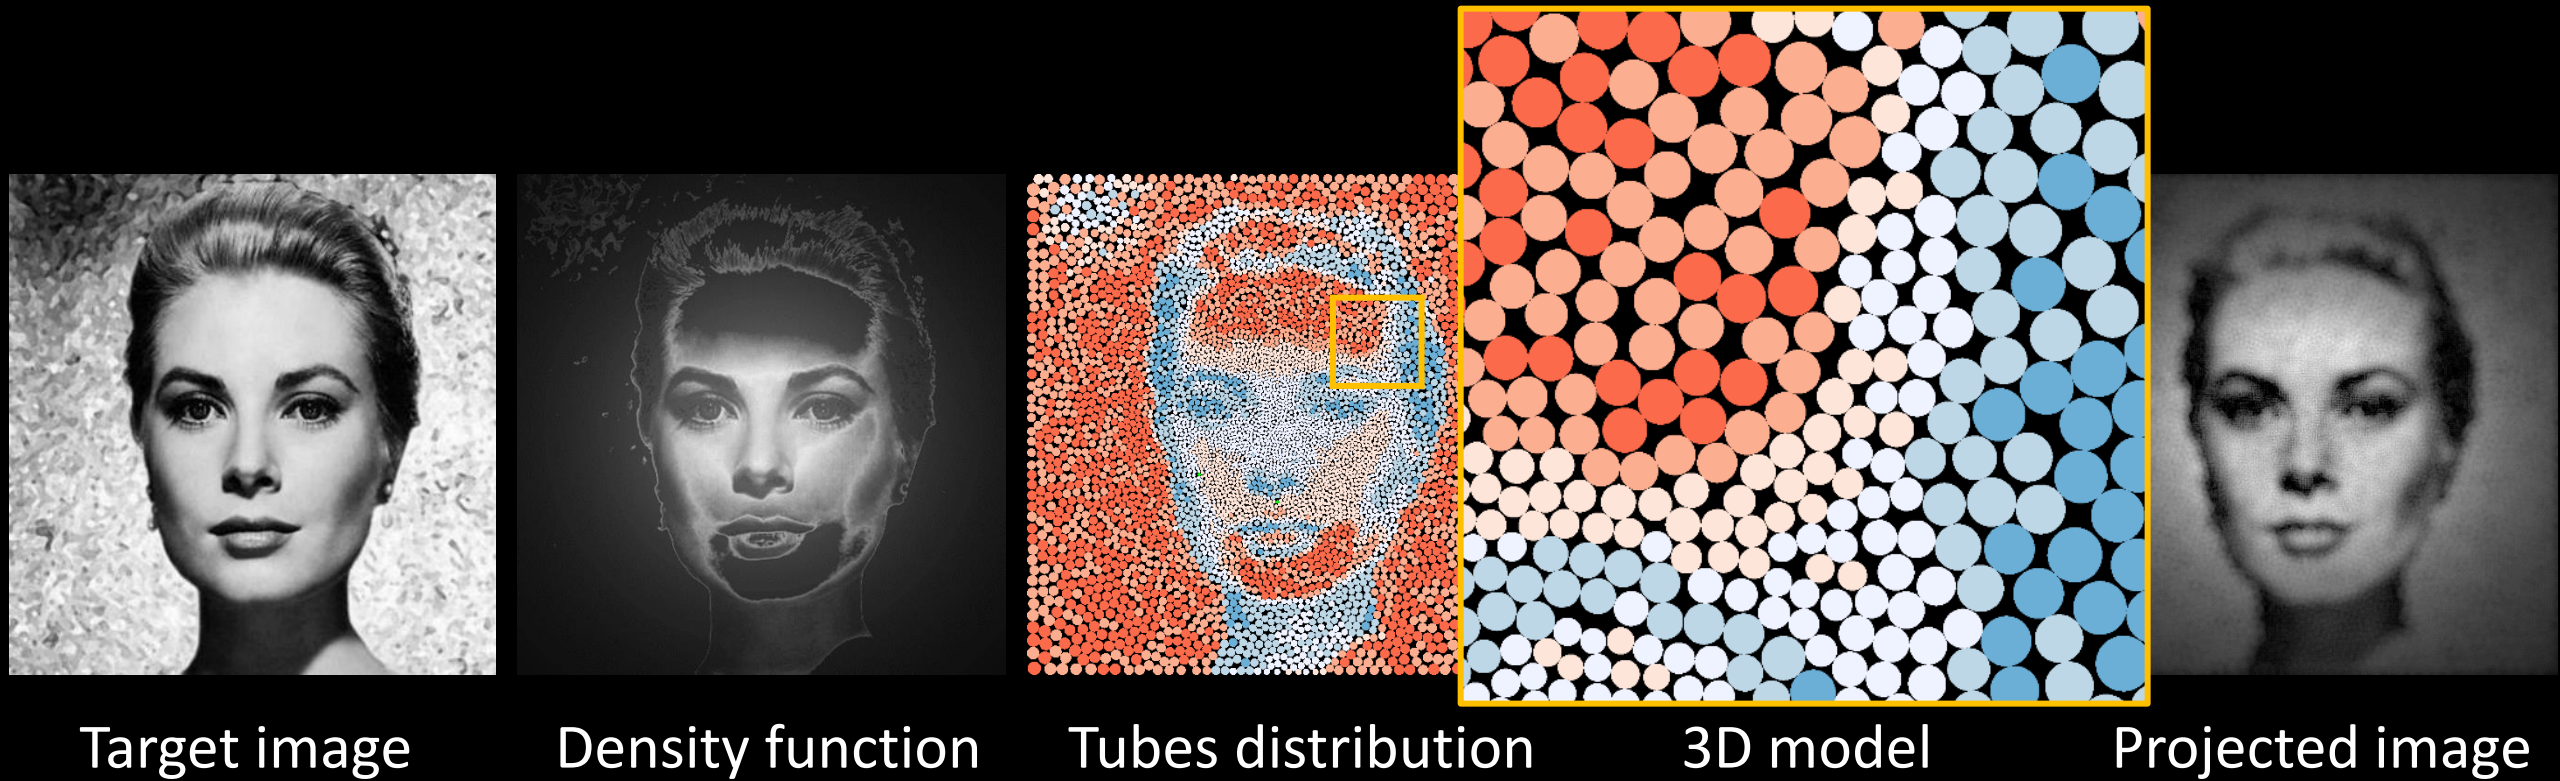 Target image
Density function
Tubes distribution
3D model
Projected image